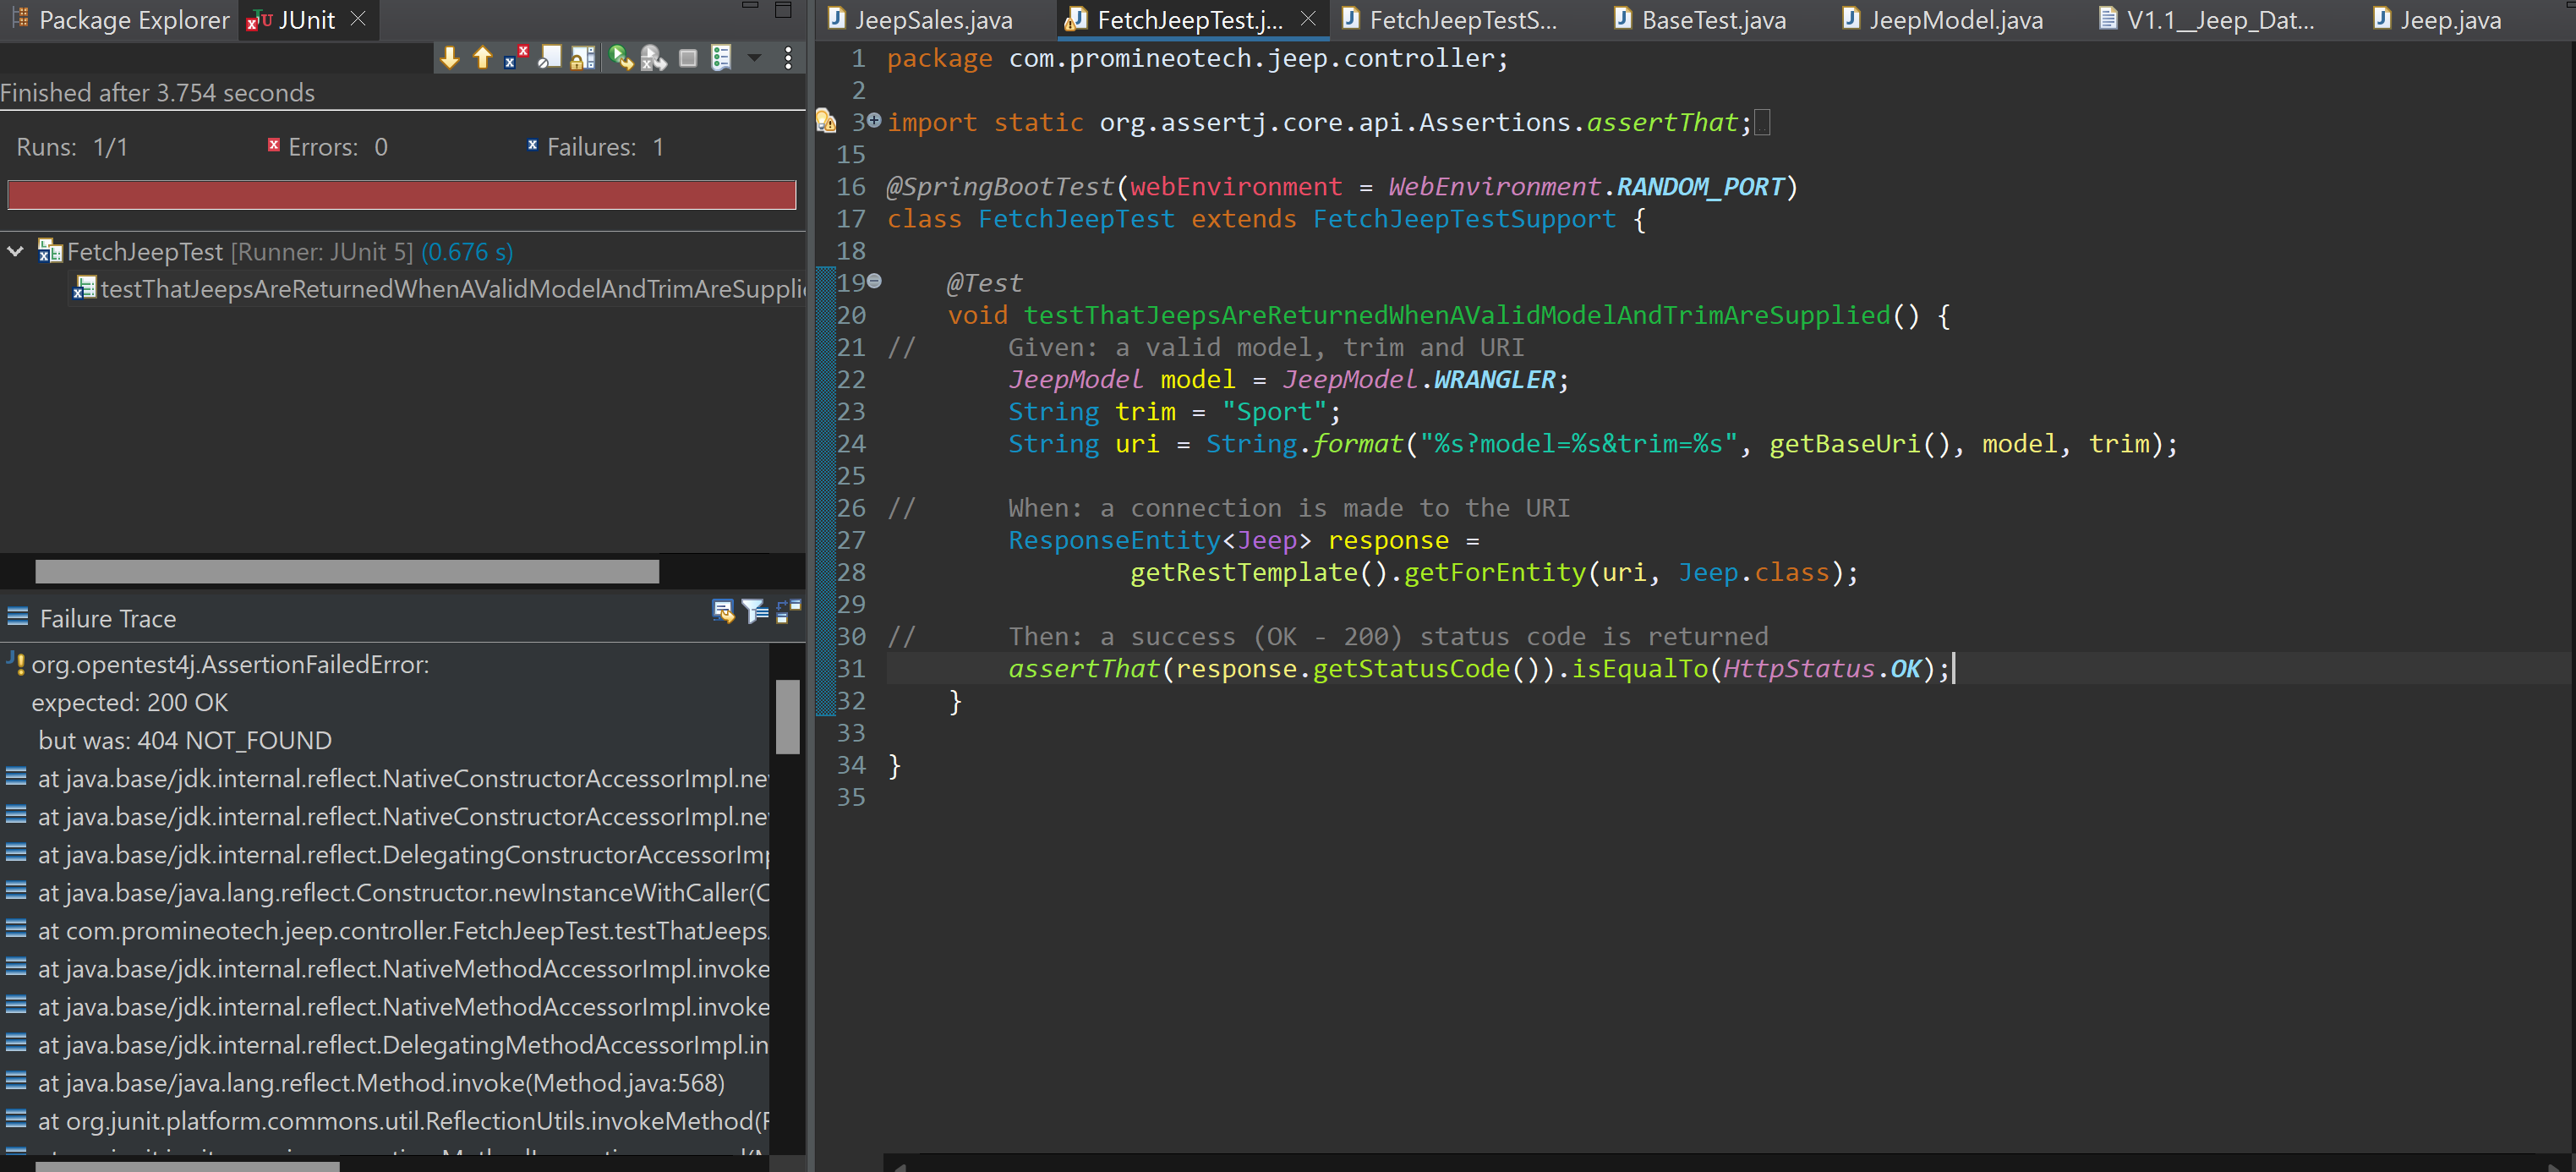 Package Explorer
JUnit
Finished after 3.754 seconds
Runs: 1/1
Errors: 0
Failures: 1
FetchJeepTest [Runner: JUnit 5] (0.676 s)
testThatJeepsAreReturnedWhenAValidModelAndTrimAreSupplie
Failure Trace
org.opentest4j.AssertionFailedError:
expected: 200 OK
but was: 404 NOT_FOUND
at java.base/jdk.internal.reflect.NativeConstructorAccessorImpl.ne
at java.base/jdk.internal.reflect.NativeConstructorAccessorImpl.ne
at java.base/jdk.internal.reflect.DelegatingConstructorAccessorImp
at java.base/java.lang.reflect.Constructor.newInstanceWithCaller(C
at com.promineotech.jeep.controller.FetchJeepTest.testThatJeeps
at java.base/jdk.internal.reflect.NativeMethodAccessorImpl.invoke
at java.base/jdk.internal.reflect.NativeMethodAccessorImpl.invoke
at java.base/jdk.internal.reflect.DelegatingMethodAccessorImpl.in
at java.base/java.lang.reflect.Method.invoke(Method.java:568)
at org.junit.platform.commons.util.ReflectionUtils.invokeMethod(
JeepSales.java
FetchJeepTest.j...
FetchJeepTestS...
BaseTest.java
JeepModel.java
V1.1__Jeep_Dat...
Jeep.java
1 package com.promineotech.jeep.controller;
2
3 import static org.assertj.core.api.Assertions.assertThat;
15
16 @SpringBootTest(webEnvironment = WebEnvironment.RANDOM_PORT)
17 class FetchJeepTest extends FetchJeepTestSupport {
18
19 @Test
20 void testThatJeepsAreReturnedWhenAValidModelAndTrimAreSupplied() {
21 // Given: a valid model, trim and URI
22 JeepModel model = JeepModel.WRANGLER;
23 String trim = "Sport";
24 String uri = String.format("%s?model=%s&trim=%s", getBaseUri(), model, trim);
25
26 // When: a connection is made to the URI
27 ResponseEntity<Jeep> response =
28 getRestTemplate().getForEntity(uri, Jeep.class);
29
30 // Then: a success (OK - 200) status code is returned
31 assertThat(response.getStatusCode()).isEqualTo(HttpStatus.OK);
32 }
33
34 }
35